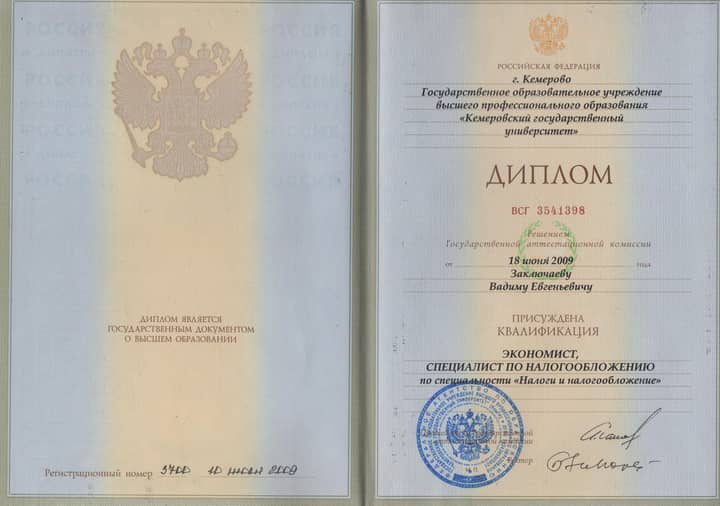 ДИПЛОМ ЯВЛЯЕТСЯ
ГОСУДАРСТВЕННЫМ ДОКУМЕНТОМ
О ВЫСШЕМ ОБРАЗОВАНИИ
Регистрационный номер 3700 10 июля 2009
РОССИЙСКАЯ ФЕДЕРАЦИЯ
г. Кемерово
Государственное образовательное учреждение
высшего профессионального образования
«Кемеровский государственный
университет»
ДИПЛОМ
ВСГ 3541398
Решением
Государственной аттестационной комиссии
от 18 июня 2009 года
Заключаеву
Вадиму Евгеньевичу
ПРИСУЖДЕНА
КВАЛИФИКАЦИЯ
ЭКОНОМИСТ,
СПЕЦИАЛИСТ ПО НАЛОГООБЛОЖЕНИЮ
по специальности «Налоги и налогообложение»